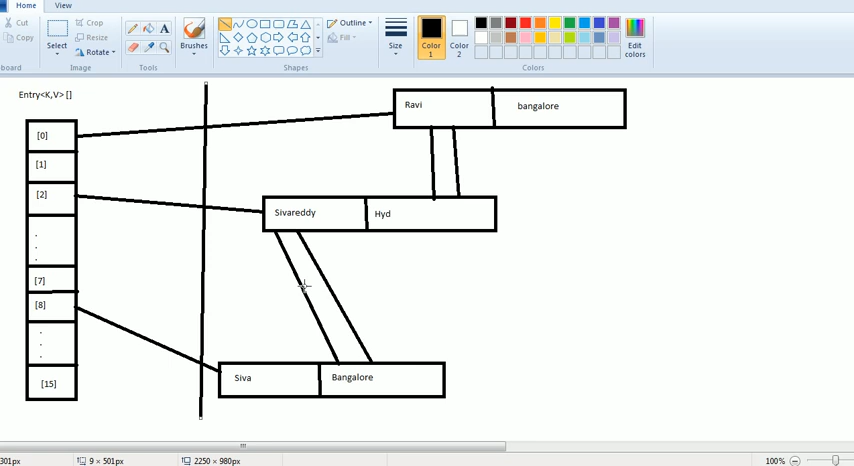 Home View
Cut
Copy
Crop
Resize
Rotate
Select
Brushes
Outline
Fill
Size
Color 1
Color 2
Edit colors
board Image Tools Shapes Colors
Entry<K,V> []
[0]
[1]
[2]
.
.
.
[7]
[8]
.
.
.
[15]
Ravi bangalore
Sivareddy Hyd
Siva Bangalore
301px 9 × 501px 2250 × 980px 100%